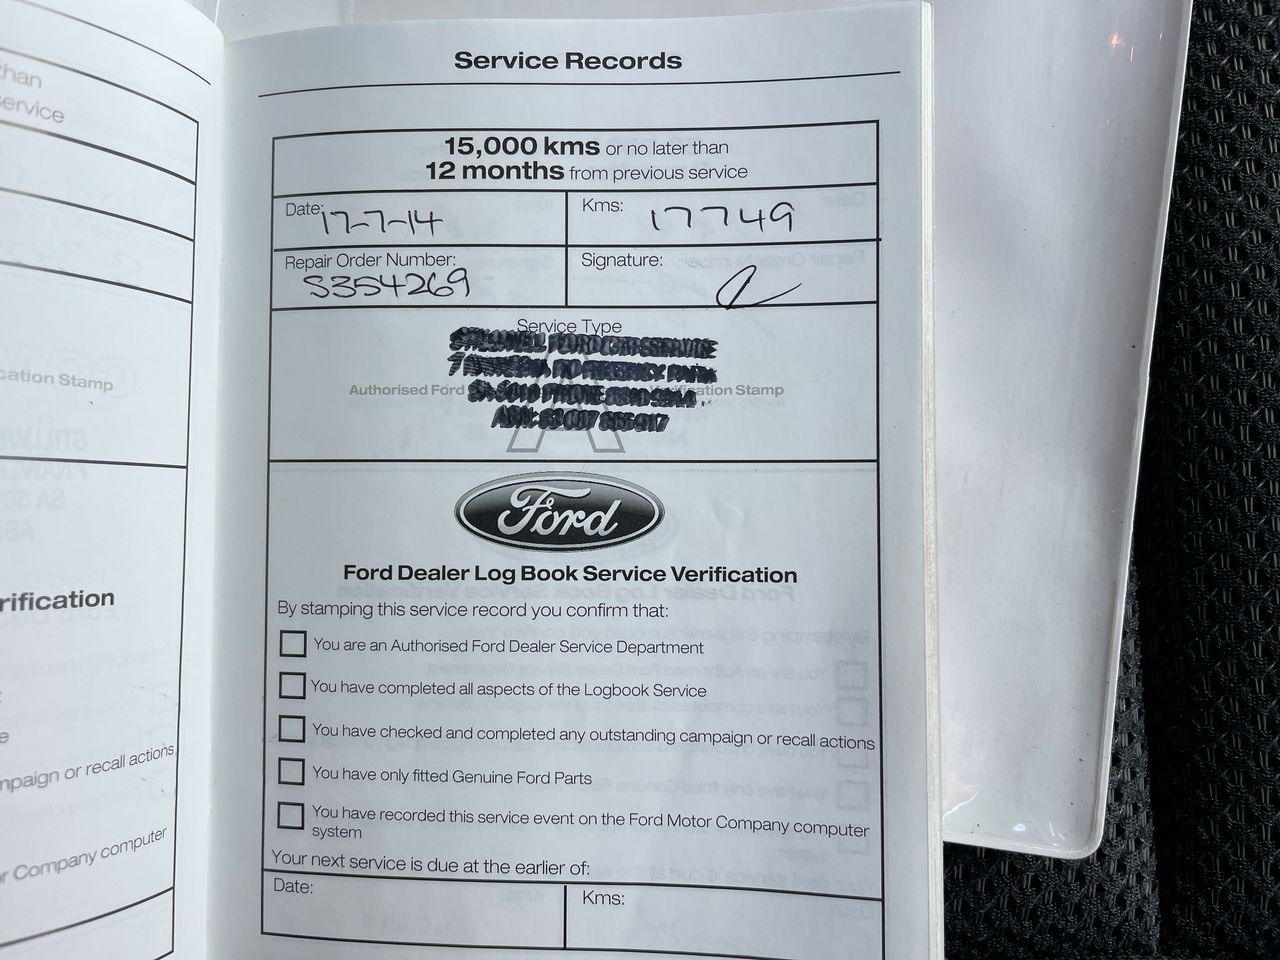 than
service
cation Stamp
rification
e
mpaign or recall actions
r Company computer
Service Records
15,000 kms or no later than
12 months from previous service
Date: 17-7-14
Kms: 17749
Repair Order Number: S354269
Signature:
Service Type
Authorised Ford
ification Stamp
A
Ford
Ford Dealer Log Book Service Verification
By stamping this service record you confirm that:
You are an Authorised Ford Dealer Service Department
You have completed all aspects of the Logbook Service
You have checked and completed any outstanding campaign or recall actions
You have only fitted Genuine Ford Parts
You have recorded this service event on the Ford Motor Company computer
system
Your next service is due at the earlier of:
Date:
Kms: